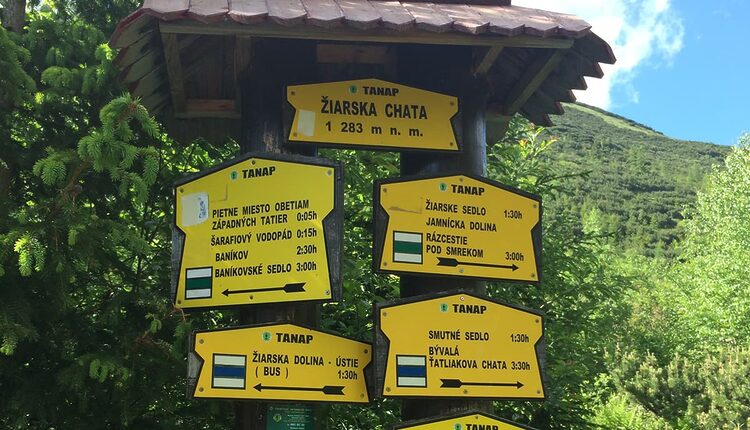 TANAP
ŽIARSKA CHATA
1 283 m n. m.
TANAP
PIETNE MIESTO OBETIAM
ZÁPADNÝCH TATIER 0:05h
ŠARAFIOVÝ VODOPÁD 0:15h
BANÍKOV 2:30h
BANÍKOVSKÉ SEDLO 3:00h
TANAP
ŽIARSKE SEDLO 1:30h
JAMNÍCKA DOLINA
RÁZCESTIE
POD SMREKOM 3:00h
TANAP
ŽIARSKA DOLINA - ÚSTIE
( BUS ) 1:30h
TANAP
SMUTNÉ SEDLO 1:30h
BÝVALÁ
ŤATLIAKOVA CHATA 3:30h
TANAP